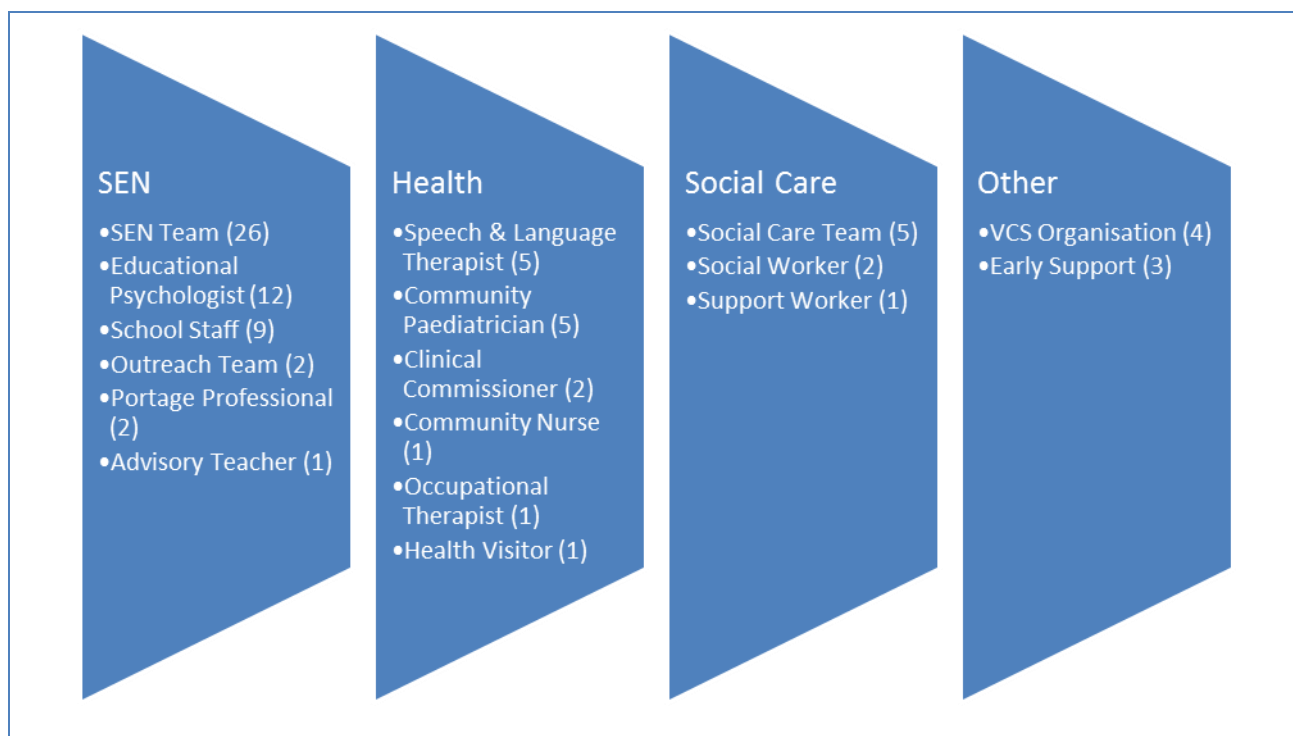 SEN
•SEN Team (26)
•Educational
Psychologist (12)
•School Staff (9)
•Outreach Team (2)
•Portage Professional
(2)
•Advisory Teacher (1)
Health
•Speech & Language
Therapist (5)
•Community
Paediatrician (5)
•Clinical
Commissioner (2)
•Community Nurse
(1)
•Occupational
Therapist (1)
•Health Visitor (1)
Social Care
•Social Care Team (5)
•Social Worker (2)
•Support Worker (1)
Other
•VCS Organisation (4)
•Early Support (3)